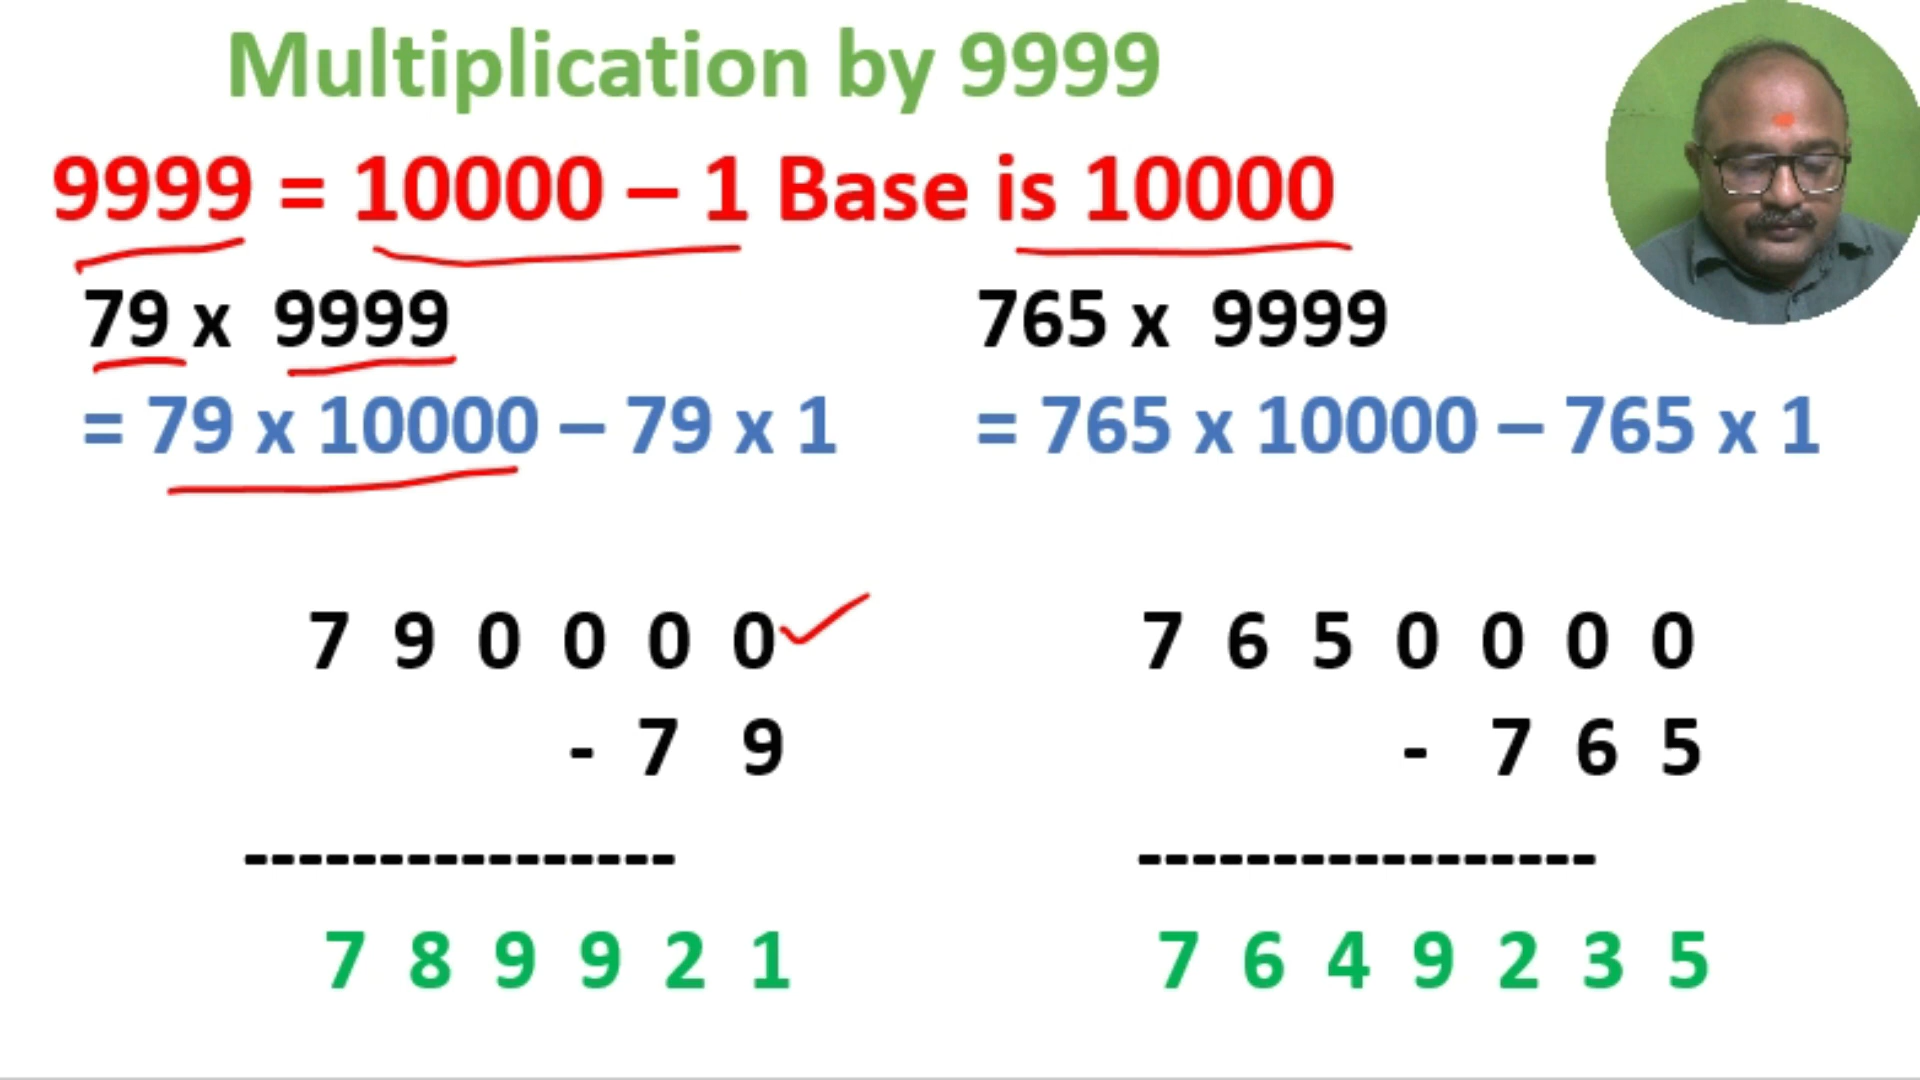 Multiplication by 9999
9999 = 10000 – 1 Base is 10000
79 x 9999
= 79 x 10000 – 79 x 1
7 9 0 0 0 0
- 7 9
----------------
7 8 9 9 2 1
765 x 9999
= 765 x 10000 – 765 x 1
7 6 5 0 0 0 0
- 7 6 5
-----------------
7 6 4 9 2 3 5